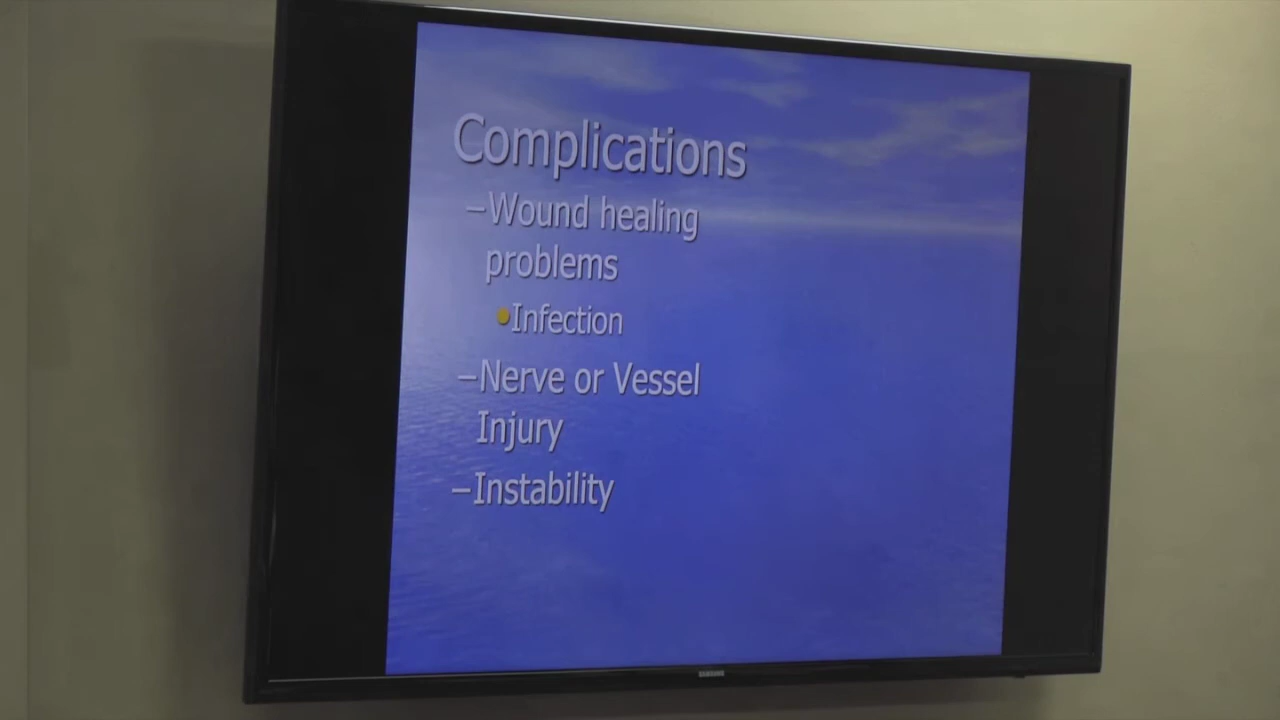 Complications
–Wound healing
problems
•Infection
–Nerve or Vessel
Injury
–Instability
SAMSUNG